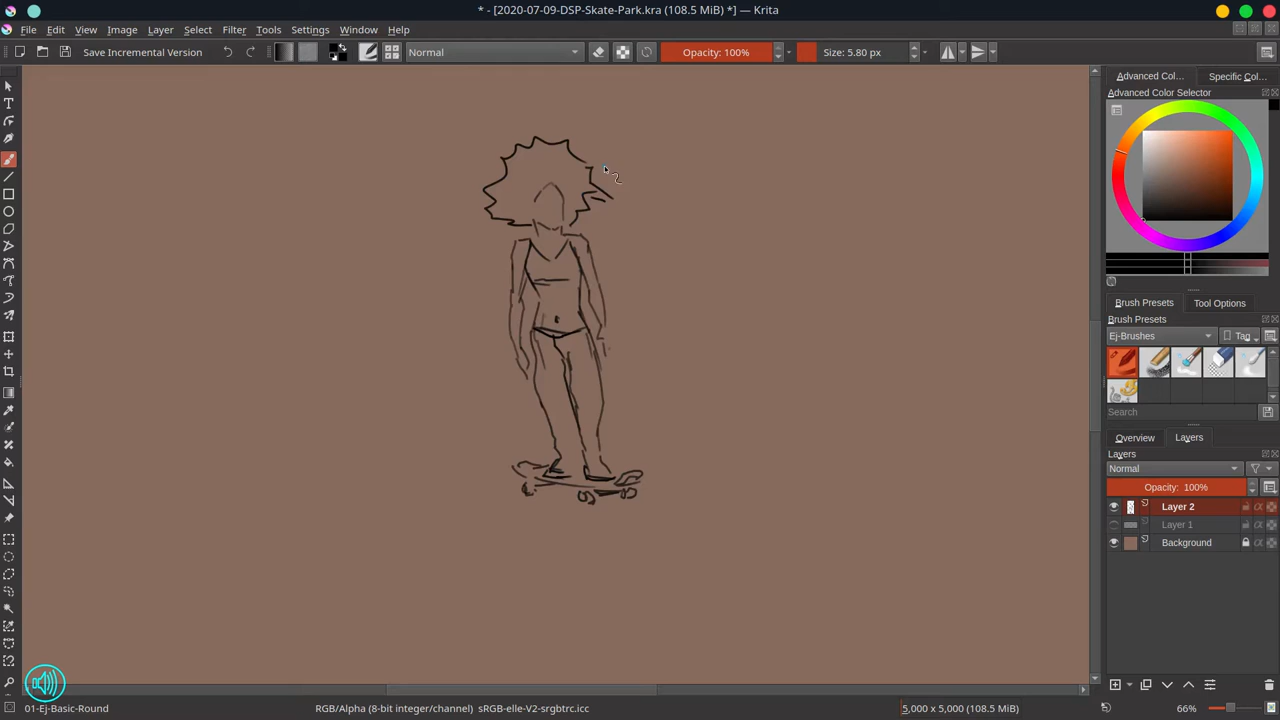 * - [2020-07-09-DSP-Skate-Park.kra (108.5 MiB) *] — Krita
File Edit View Image Layer Select Filter Tools Settings Window Help
Save Incremental Version Normal Opacity: 100% Size: 5.80 px
Advanced Col... Specific Col...
Advanced Color Selector
Brush Presets Tool Options
Brush Presets
Ej-Brushes Tag
Search
Overview Layers
Layers
Normal
Opacity: 100%
Layer 2
Layer 1
Background
01-Ej-Basic-Round RGB/Alpha (8-bit integer/channel) sRGB-elle-V2-srgbtrc.icc 5,000 x 5,000 (108.5 MiB) 66%